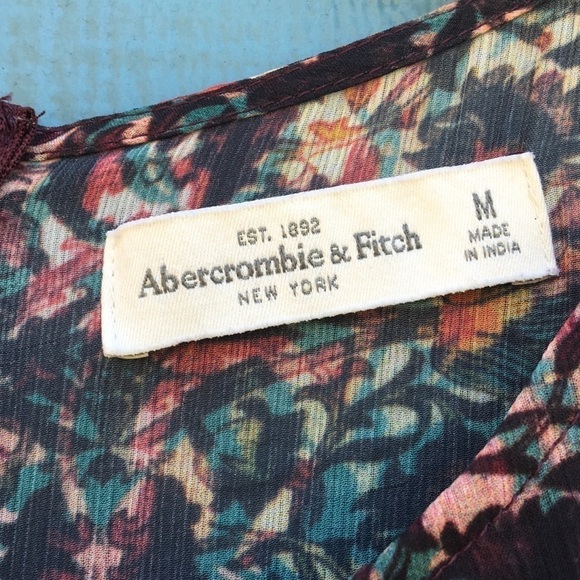 EST. 1892
Abercrombie & Fitch
NEW YORK
M
MADE
IN INDIA